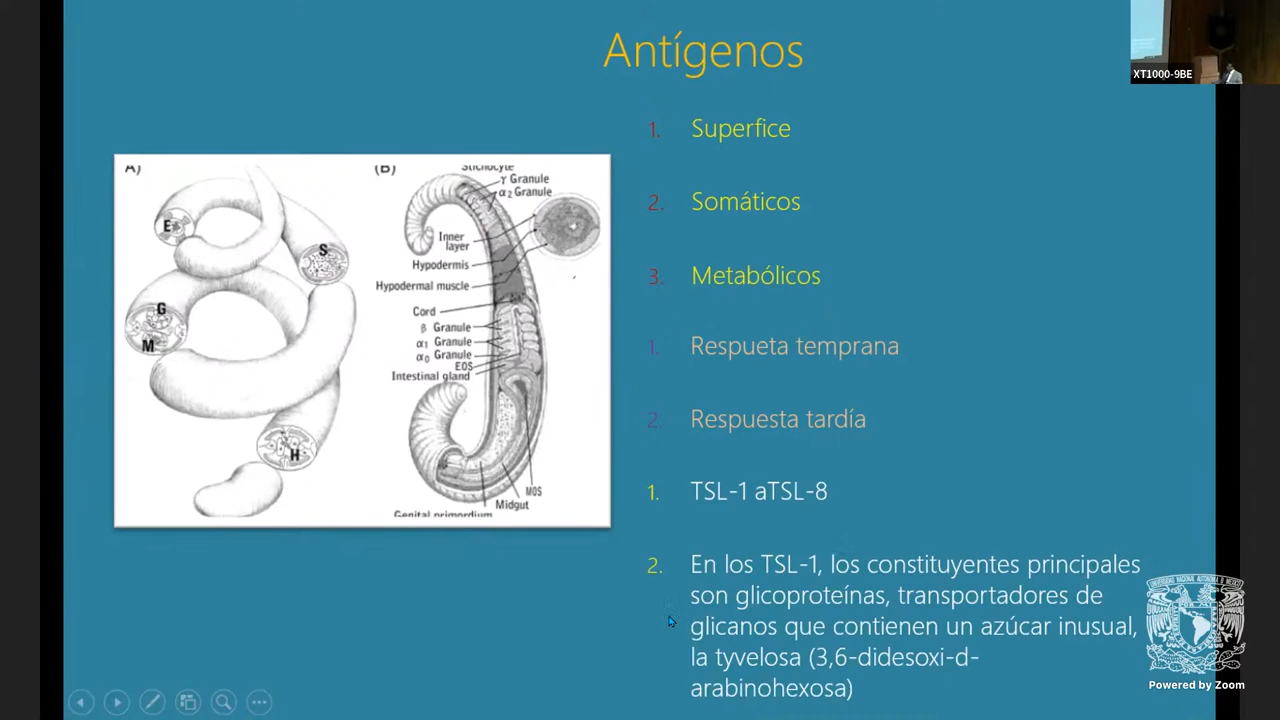 Antígenos
XT1000-9BE
1. Superfice
2. Somáticos
3. Metabólicos
1. Respueta temprana
2. Respuesta tardía
1. TSL-1 aTSL-8
2. En los TSL-1, los constituyentes principales
son glicoproteínas, transportadores de
glicanos que contienen un azúcar inusual,
la tyvelosa (3,6-didesoxi-d-
arabinohexosa)
A)
E
S
G
M
H
(B)
Stichocyte
γ Granule
α2 Granule
Inner
layer
Hypodermis
Hypodermal muscle
Cord
β Granule
α1 Granule
α0 Granule
EOS
Intestinal gland
MOS
Midgut
Genital primordium
Powered by Zoom